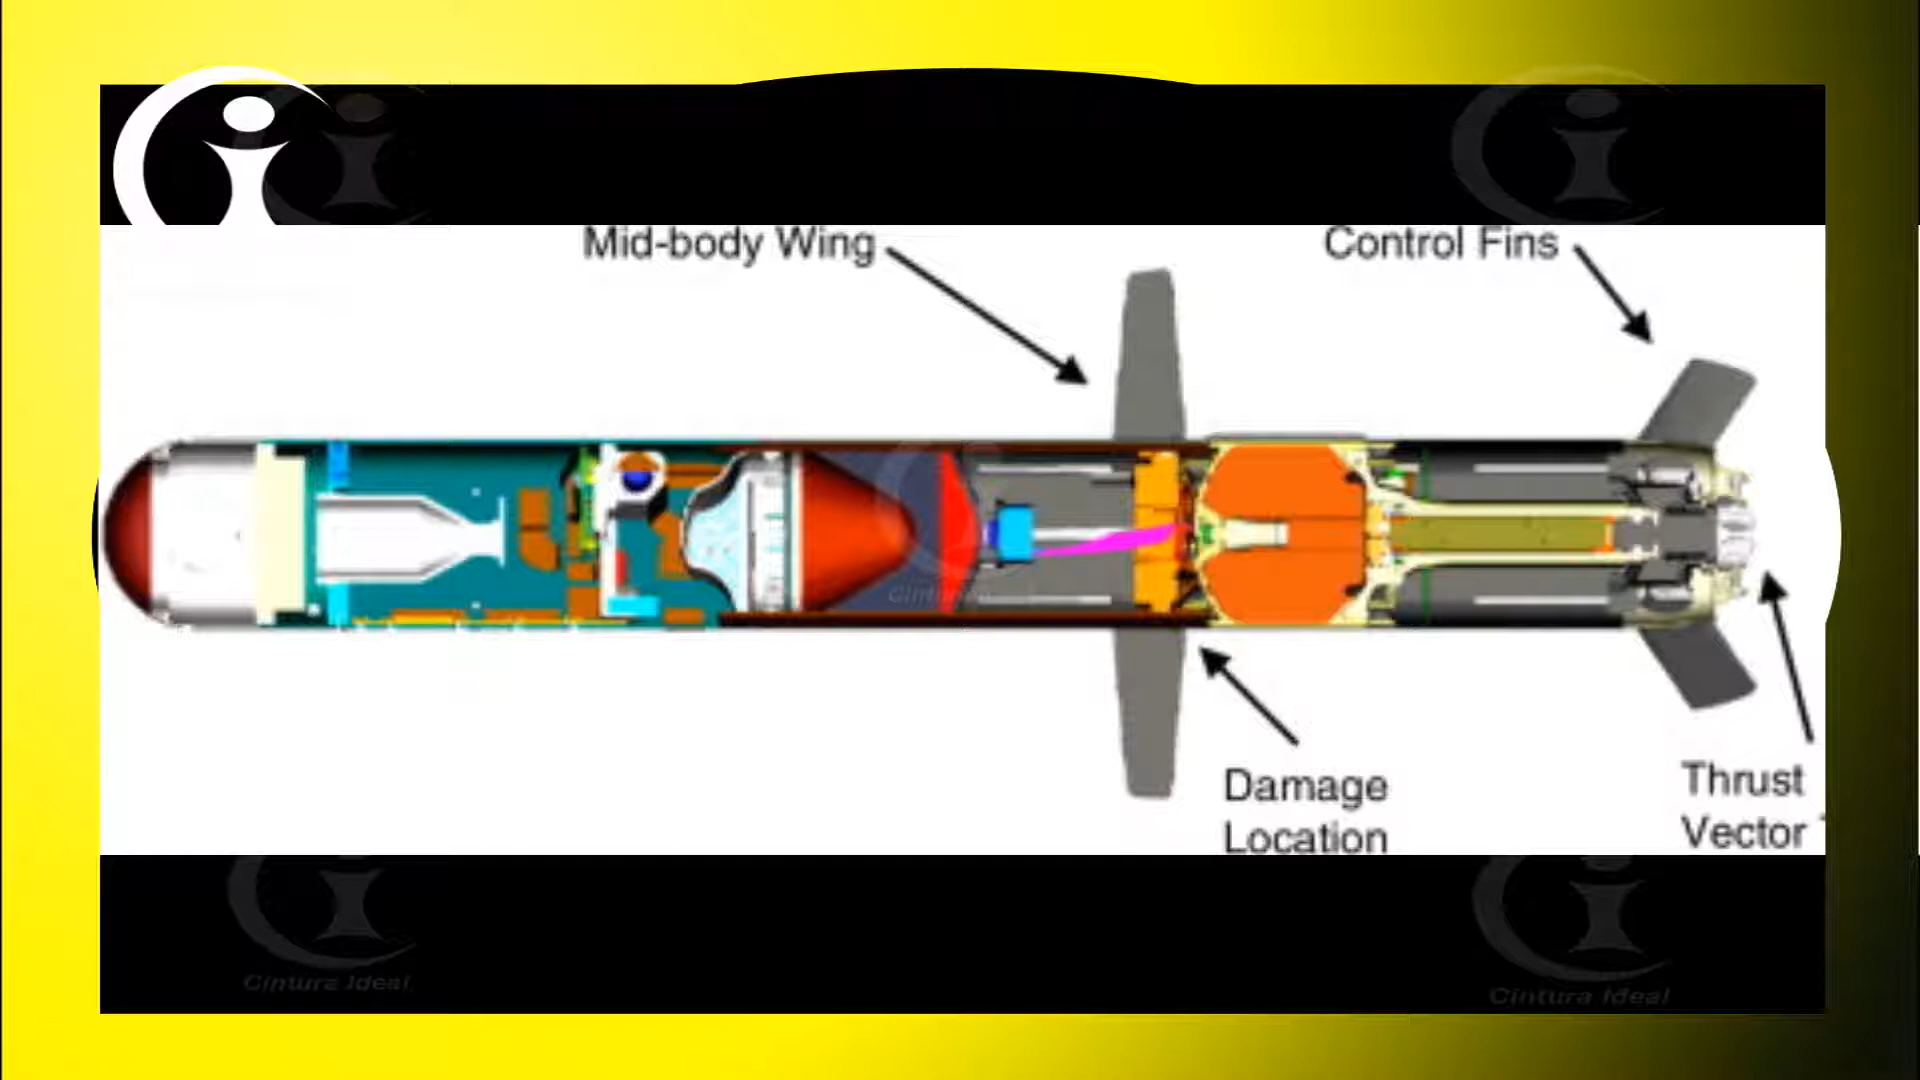 Mid-body Wing
Control Fins
Damage
Location
Thrust
Vector
Cintura Ideal
Cintura Ideal